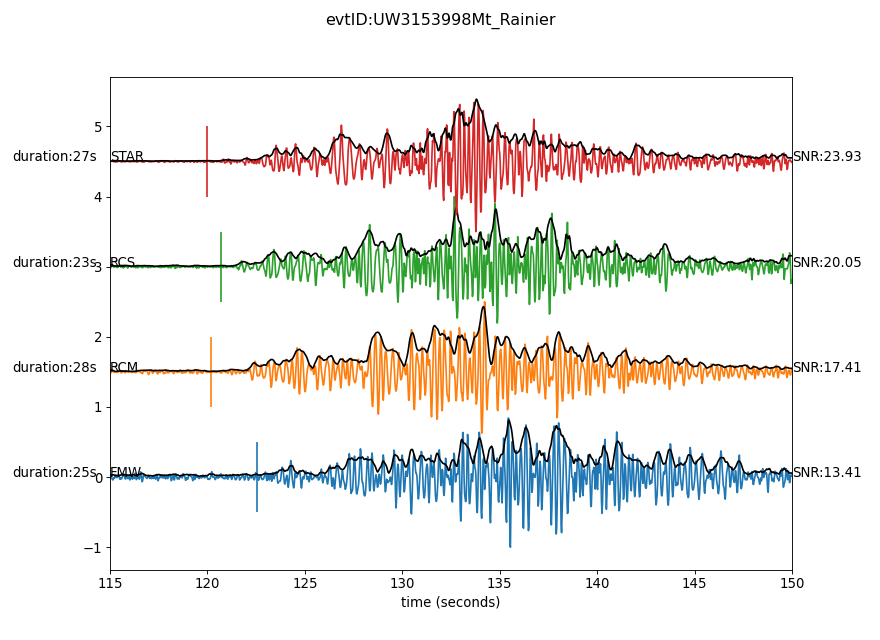 evtID:UW3153998Mt_Rainier
5
duration:27s STAR SNR:23.93
4
duration:23s RCS SNR:20.05
3
2
duration:28s RCM SNR:17.41
1
duration:25s FMW SNR:13.41
0
−1
115 120 125 130 135 140 145 150
time (seconds)